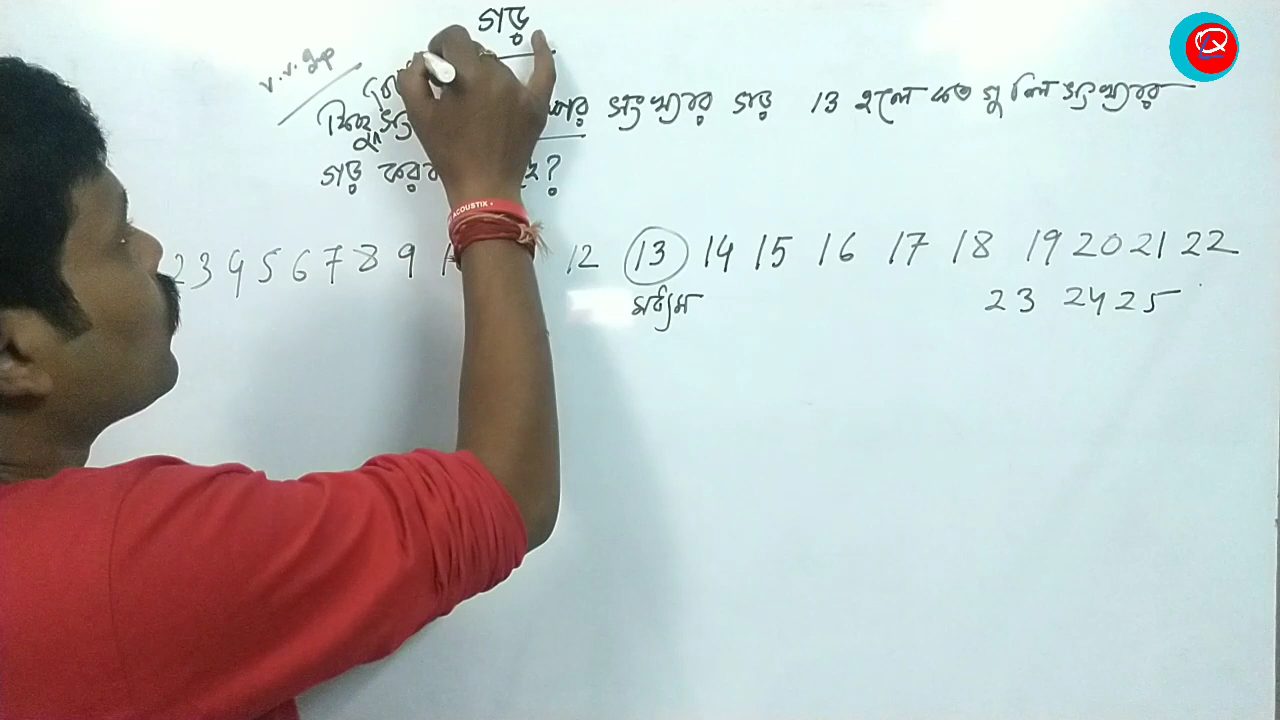 গড়
v.v. Imp
কিছু সংখ্যার গড় 13 হলে কত গুলি সংখ্যার
গড় ?
2 3 4 5 6 7 8 9 12 13 14 15 16 17 18 19 20 21 22
মধ্যম 23 24 25
ACOUSTIX